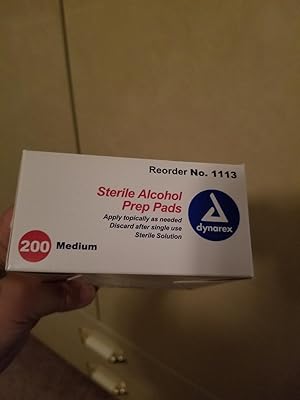 Reorder No. 1113
Sterile Alcohol
Prep Pads
Apply topically as needed
Discard after single use
Sterile Solution
dynarex
200 Medium